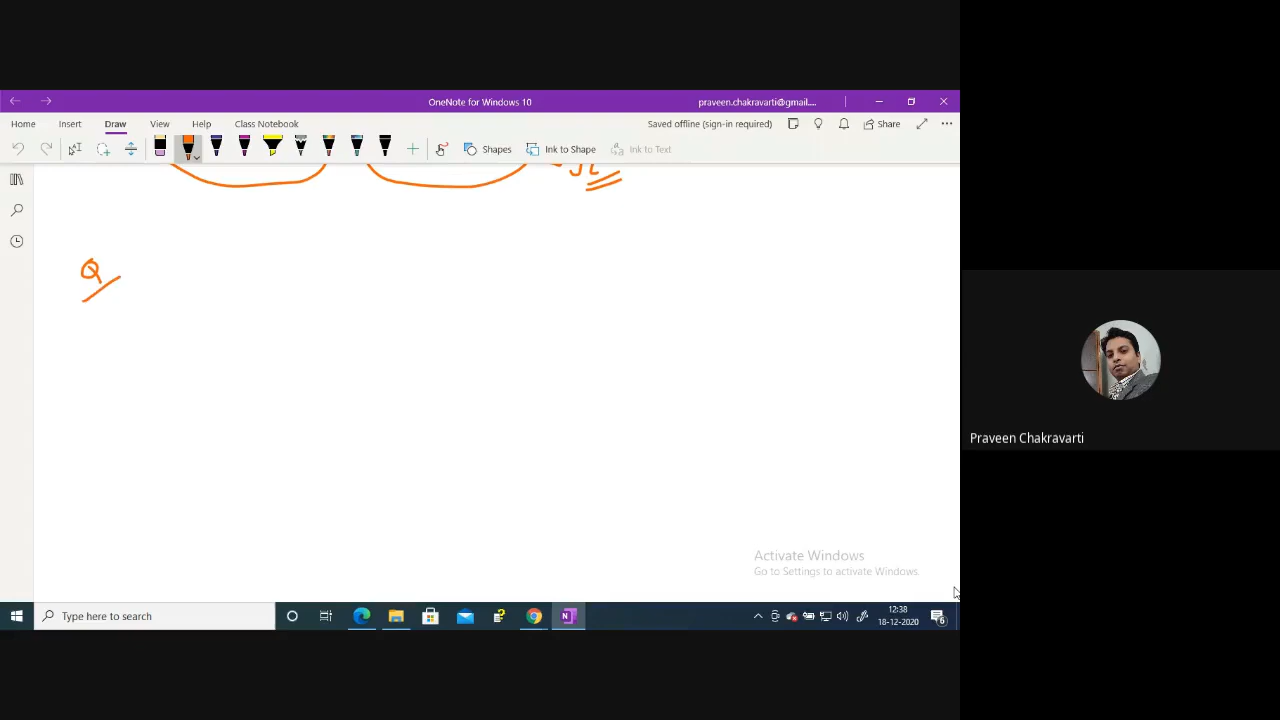 OneNote for Windows 10
praveen.chakravarti@gmail....
Home Insert Draw View Help Class Notebook
Saved offline (sign-in required)
Share
Shapes
Ink to Shape
Ink to Text
Q
Praveen Chakravarti
Activate Windows
Go to Settings to activate Windows.
Type here to search
12:38
18-12-2020
6